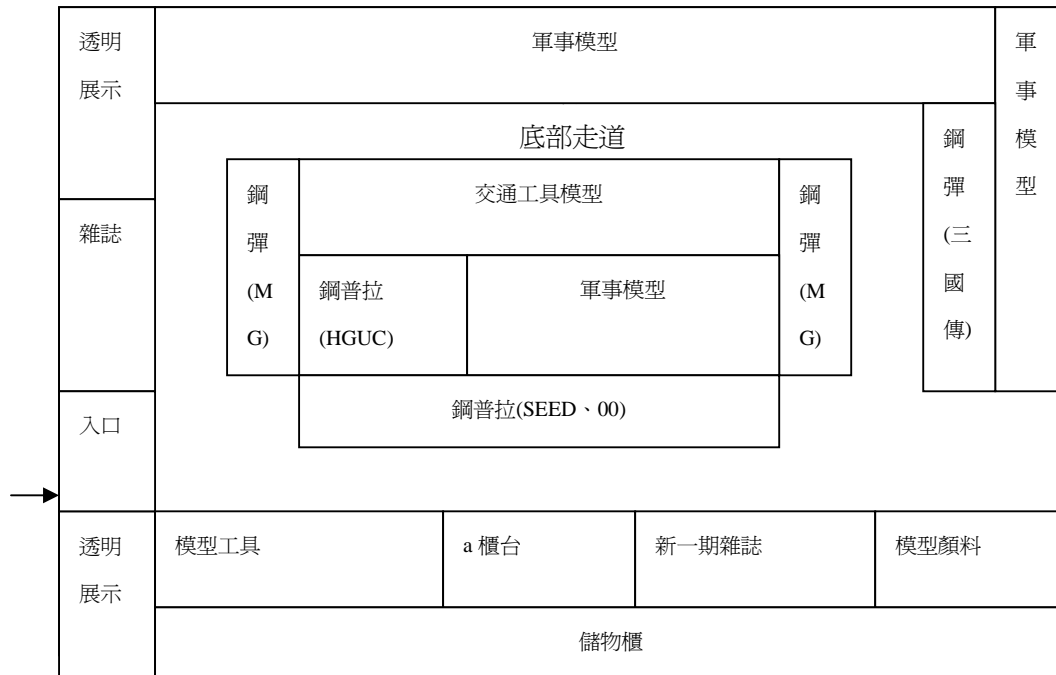 透明
展示
軍事模型
軍
事
模
型
底部走道
鋼
彈
(三
國
傳)
鋼
彈
(M
G)
交通工具模型
鋼
彈
(M
G)
雜誌
鋼普拉
(HGUC)
軍事模型
鋼普拉(SEED、00)
入口
透明
展示
模型工具
a 櫃台
新一期雜誌
模型顏料
儲物櫃